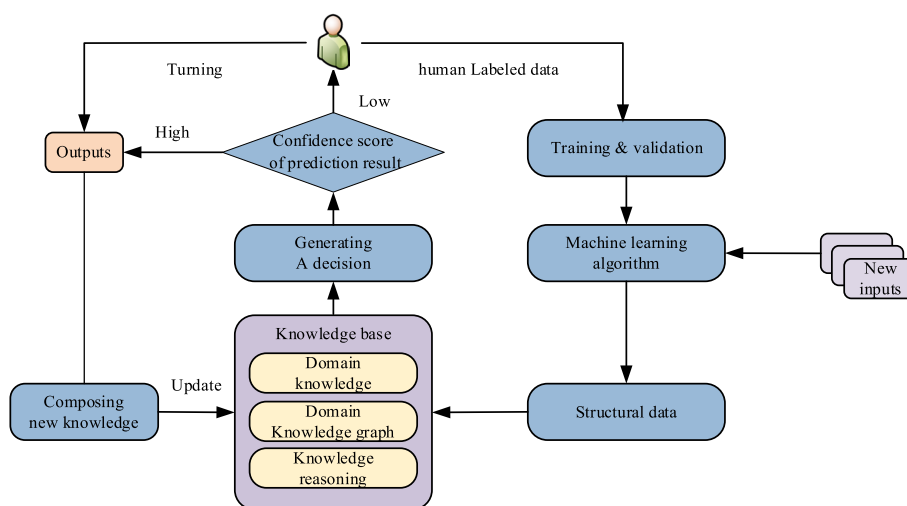 Turning
human Labeled data
Low
High
Confidence score
of prediction result
Outputs
Training & validation
Generating
A decision
Machine learning
algorithm
New
inputs
Knowledge base
Domain
knowledge
Update
Composing
new knowledge
Domain
Knowledge graph
Structural data
Knowledge
reasoning